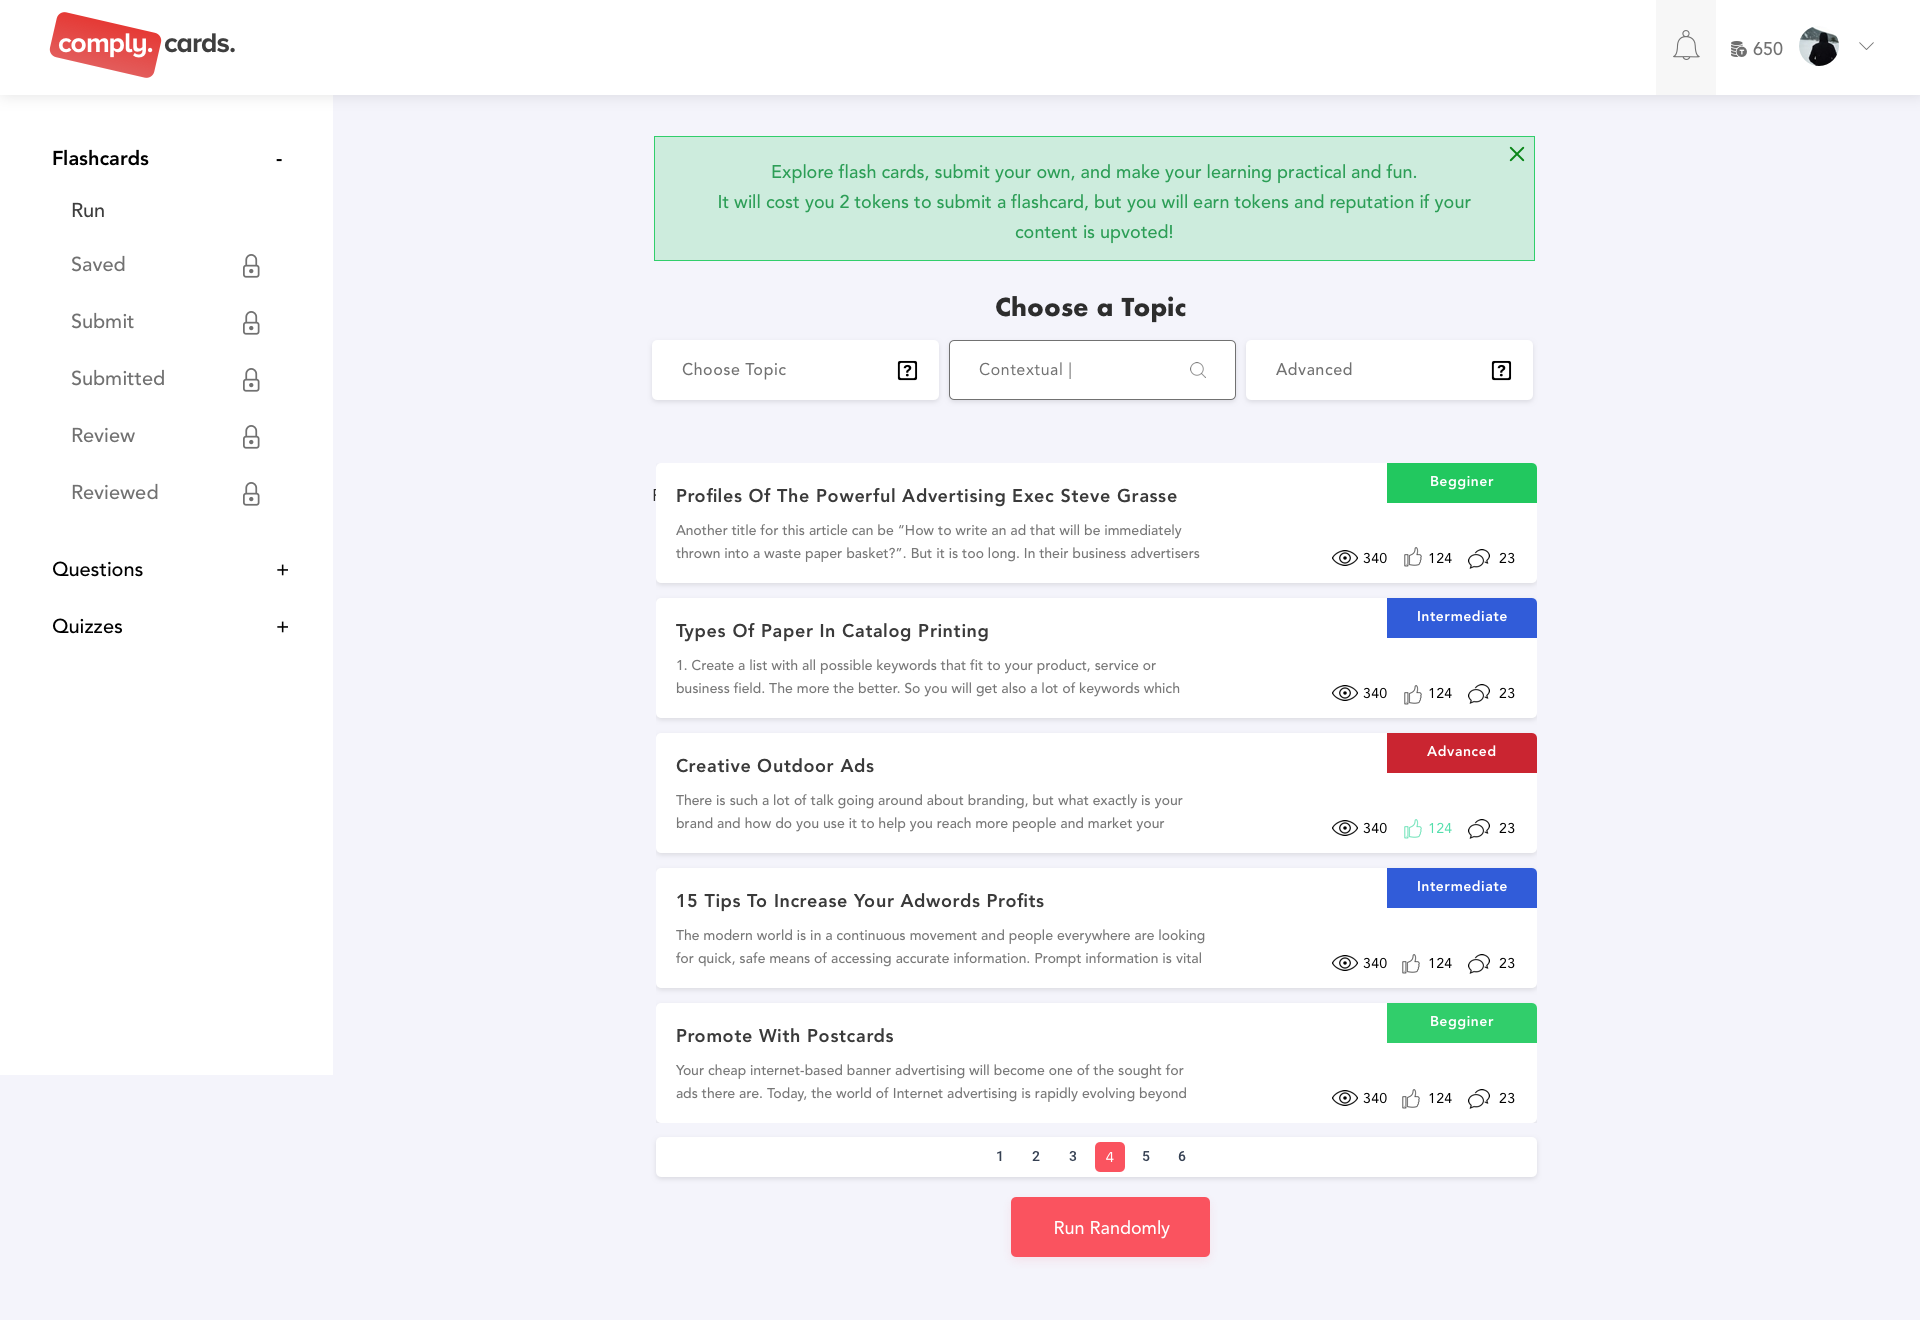 comply. cards.
650
Flashcards -
Run
Saved
Submit
Submitted
Review
Reviewed
Questions +
Quizzes +
Explore flash cards, submit your own, and make your learning practical and fun.
It will cost you 2 tokens to submit a flashcard, but you will earn tokens and reputation if your
content is upvoted!
Choose a Topic
Choose Topic ?
Contextual |
Advanced ?
Begginer
Profiles Of The Powerful Advertising Exec Steve Grasse
Another title for this article can be “How to write an ad that will be immediately
thrown into a waste paper basket?”. But it is too long. In their business advertisers
340 124 23
Intermediate
Types Of Paper In Catalog Printing
1. Create a list with all possible keywords that fit to your product, service or
business field. The more the better. So you will get also a lot of keywords which
340 124 23
Advanced
Creative Outdoor Ads
There is such a lot of talk going around about branding, but what exactly is your
brand and how do you use it to help you reach more people and market your
340 124 23
Intermediate
15 Tips To Increase Your Adwords Profits
The modern world is in a continuous movement and people everywhere are looking
for quick, safe means of accessing accurate information. Prompt information is vital
340 124 23
Begginer
Promote With Postcards
Your cheap internet-based banner advertising will become one of the sought for
ads there are. Today, the world of Internet advertising is rapidly evolving beyond
340 124 23
1 2 3 4 5 6
Run Randomly